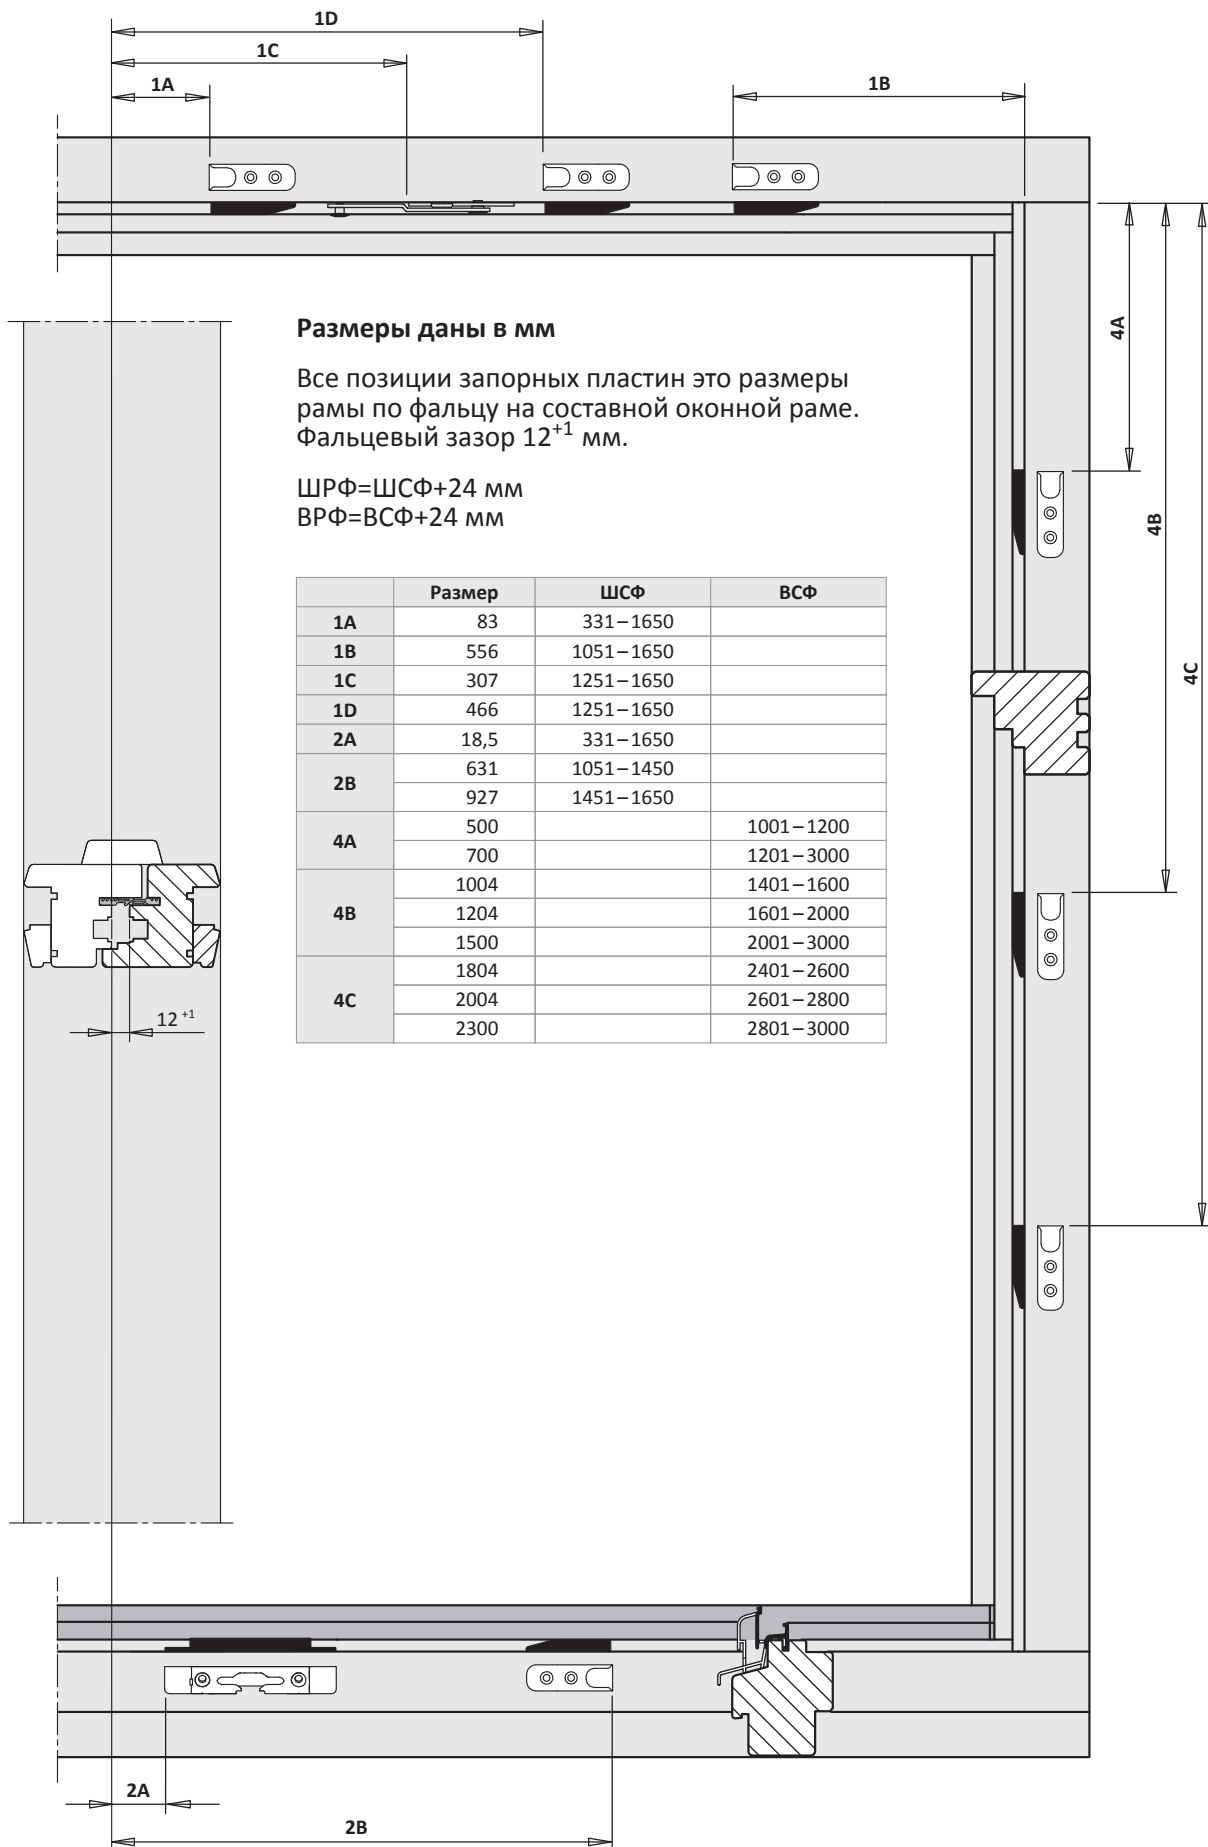 1D
1C
1A
1B
4A
4B
4C
Размеры даны в мм
Все позиции запорных пластин это размеры
рамы по фальцу на составной оконной раме.
Фальцевый зазор 12⁺¹ мм.
ШРФ=ШСФ+24 мм
ВРФ=ВСФ+24 мм
Размер ШСФ ВСФ
1A 83 331–1650
1B 556 1051–1650
1C 307 1251–1650
1D 466 1251–1650
2A 18,5 331–1650
2B 631 1051–1450
927 1451–1650
4A 500 1001–1200
700 1201–3000
4B 1004 1401–1600
1204 1601–2000
1500 2001–3000
4C 1804 2401–2600
2004 2601–2800
2300 2801–3000
12 ⁺¹
2A
2B